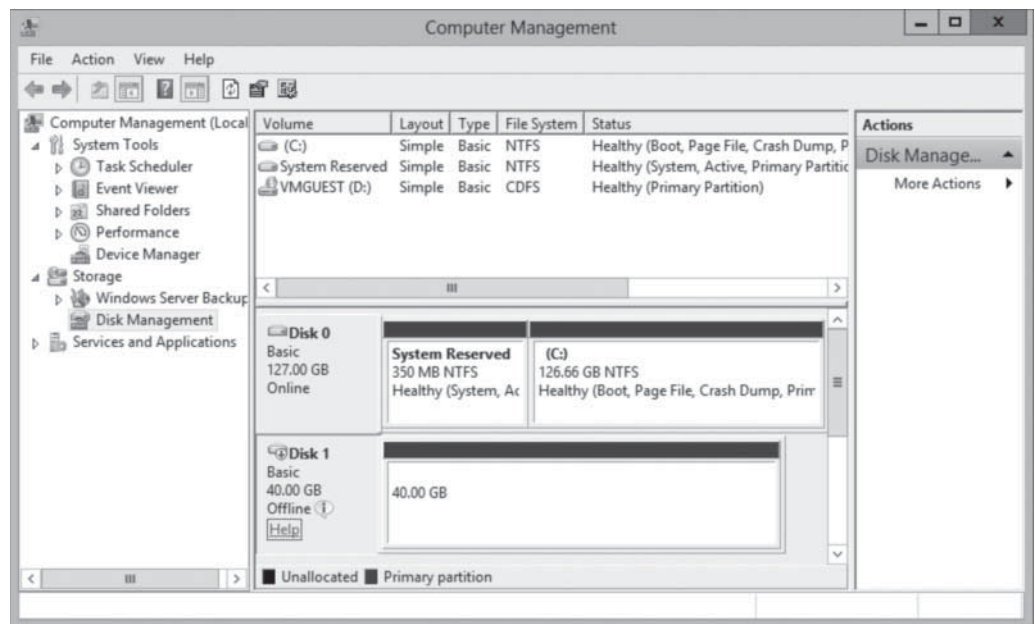 Computer Management
File Action View Help
Computer Management (Local
System Tools
Task Scheduler
Event Viewer
Shared Folders
Performance
Device Manager
Storage
Windows Server Backup
Disk Management
Services and Applications
Volume Layout Type File System Status
(C:) Simple Basic NTFS Healthy (Boot, Page File, Crash Dump, P
System Reserved Simple Basic NTFS Healthy (System, Active, Primary Partitic
VMGUEST (D:) Simple Basic CDFS Healthy (Primary Partition)
Disk 0
Basic
127.00 GB
Online
System Reserved
350 MB NTFS
Healthy (System, Ac
(C:)
126.66 GB NTFS
Healthy (Boot, Page File, Crash Dump, Prim
Disk 1
Basic
40.00 GB
Offline
Help
40.00 GB
Unallocated Primary partition
Actions
Disk Manage...
More Actions